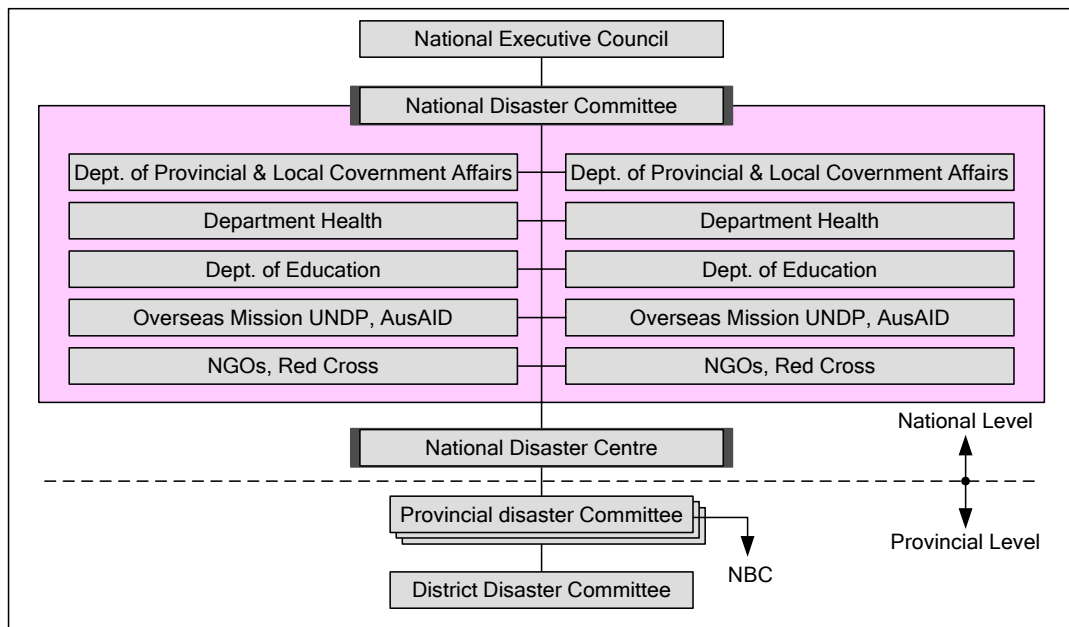 National Executive Council
National Disaster Committee
Dept. of Provincial & Local Covernment Affairs
Dept. of Provincial & Local Covernment Affairs
Department Health
Department Health
Dept. of Education
Dept. of Education
Overseas Mission UNDP, AusAID
Overseas Mission UNDP, AusAID
NGOs, Red Cross
NGOs, Red Cross
National Level
National Disaster Centre
Provincial disaster Committee
Provincial Level
NBC
District Disaster Committee